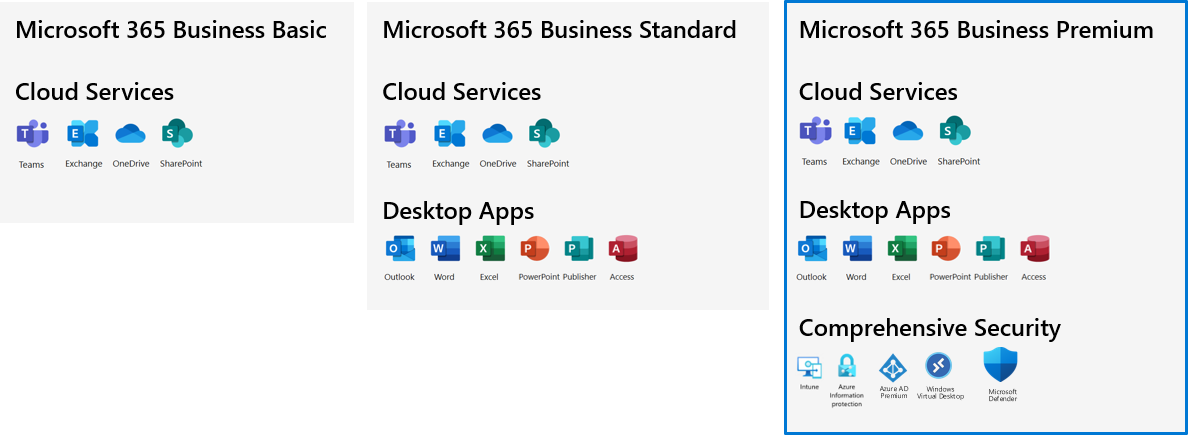 Microsoft 365 Business Basic
Cloud Services
T
E
S
Teams
Exchange
OneDrive
SharePoint
Microsoft 365 Business Standard
Cloud Services
T
E
S
Teams
Exchange
OneDrive
SharePoint
Desktop Apps
O
W
X
P
P
A
Outlook
Word
Excel
PowerPoint
Publisher
Access
Microsoft 365 Business Premium
Cloud Services
T
E
S
Teams
Exchange
OneDrive
SharePoint
Desktop Apps
O
W
X
P
P
A
Outlook
Word
Excel
PowerPoint
Publisher
Access
Comprehensive Security
Intune
Azure
Information
protection
Azure AD
Premium
Windows
Virtual Desktop
Microsoft
Defender